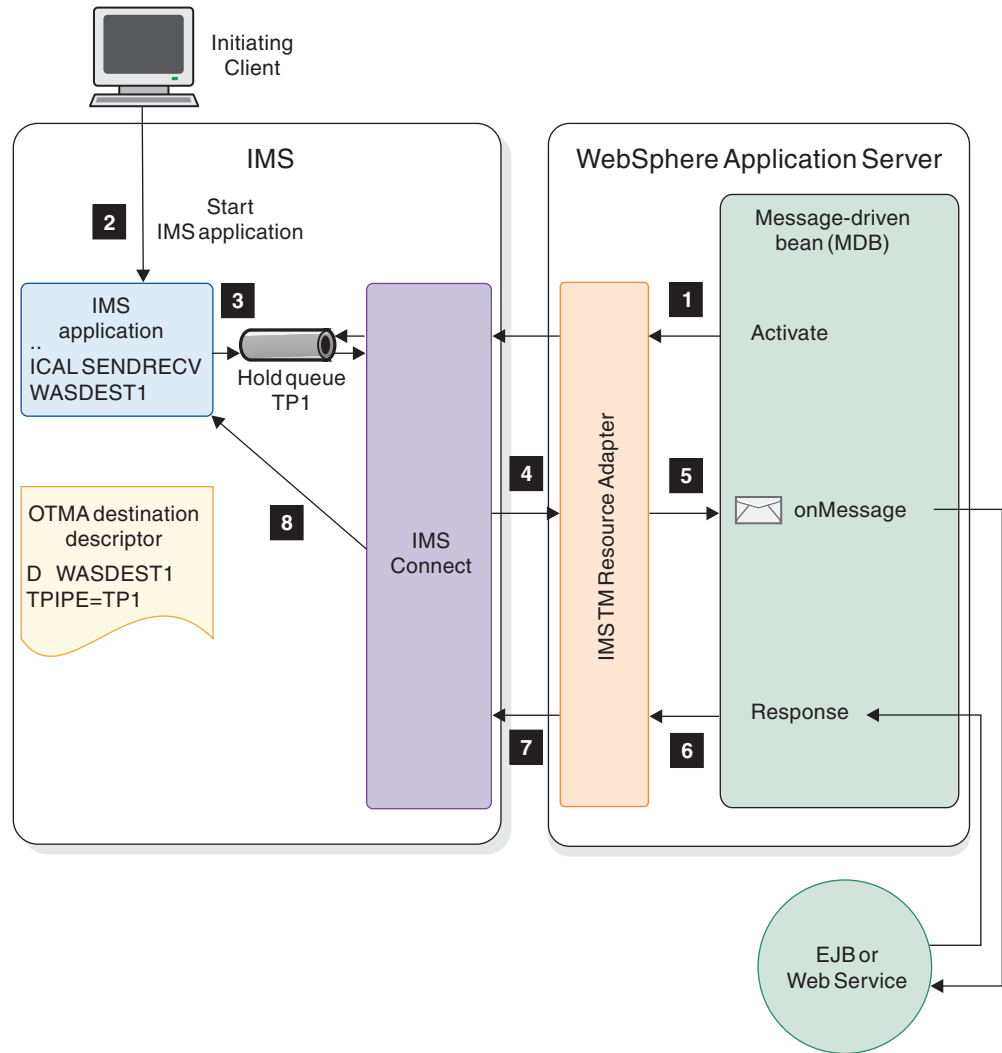 Initiating
Client
IMS
WebSphere Application Server
2
Start
IMS application
Message-driven
bean (MDB)
IMS
application
..
ICAL SENDRECV
WASDEST1
3
Hold queue
TP1
1
Activate
OTMA destination
descriptor
D WASDEST1
TPIPE=TP1
8
IMS
Connect
4
IMS TM Resource Adapter
5
onMessage
7
6
Response
EJB or
Web Service